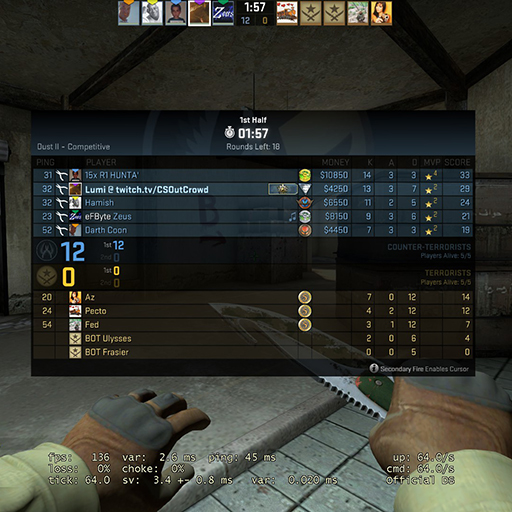 Zeus 1:57
12 0
1st Half
01:57
Dust II - Competitive Rounds Left: 18
PING PLAYER MONEY K A D MVP SCORE
31 15x R1 HUNTA' $10850 14 3 3 4 33
32 Lumi @ twitch.tv/CSOutCrowd $4250 13 3 7 2 29
32 Hamish $6550 11 2 5 2 24
23 eFByte Zeus $8150 9 3 6 2 21
52 Darth Coon $4450 7 3 3 2 19
12 1st 12 COUNTER-TERRORISTS
2nd 0 Players Alive: 5/5
0 1st 0 TERRORISTS
2nd 0 Players Alive: 5/5
20 Az 7 0 12 14
24 Pecto 4 2 12 12
54 Fed 3 1 12 7
BOT Ulysses 2 0 6 4
BOT Frasier 0 0 5 0
Secondary Fire Enables Cursor
fps: 136 var: 2.6 ms ping: 45 ms up: 64.0/s
loss: 0% choke: 0% cmd: 64.0/s
tick: 64.0 sv: 3.4 +- 0.8 ms var: 0.020 ms Official DS